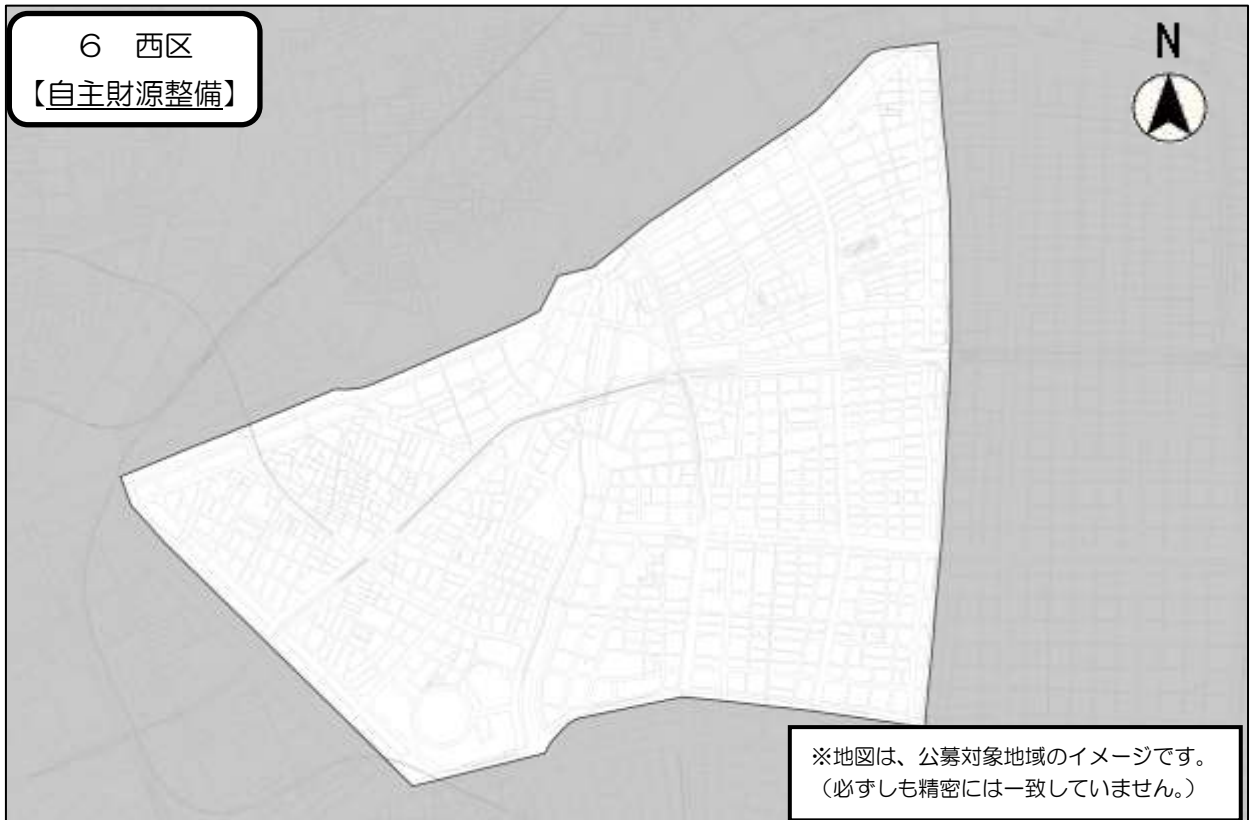 ６　西区
【自主財源整備】
N
※地図は、公募対象地域のイメージです。
（必ずしも精密には一致していません。）